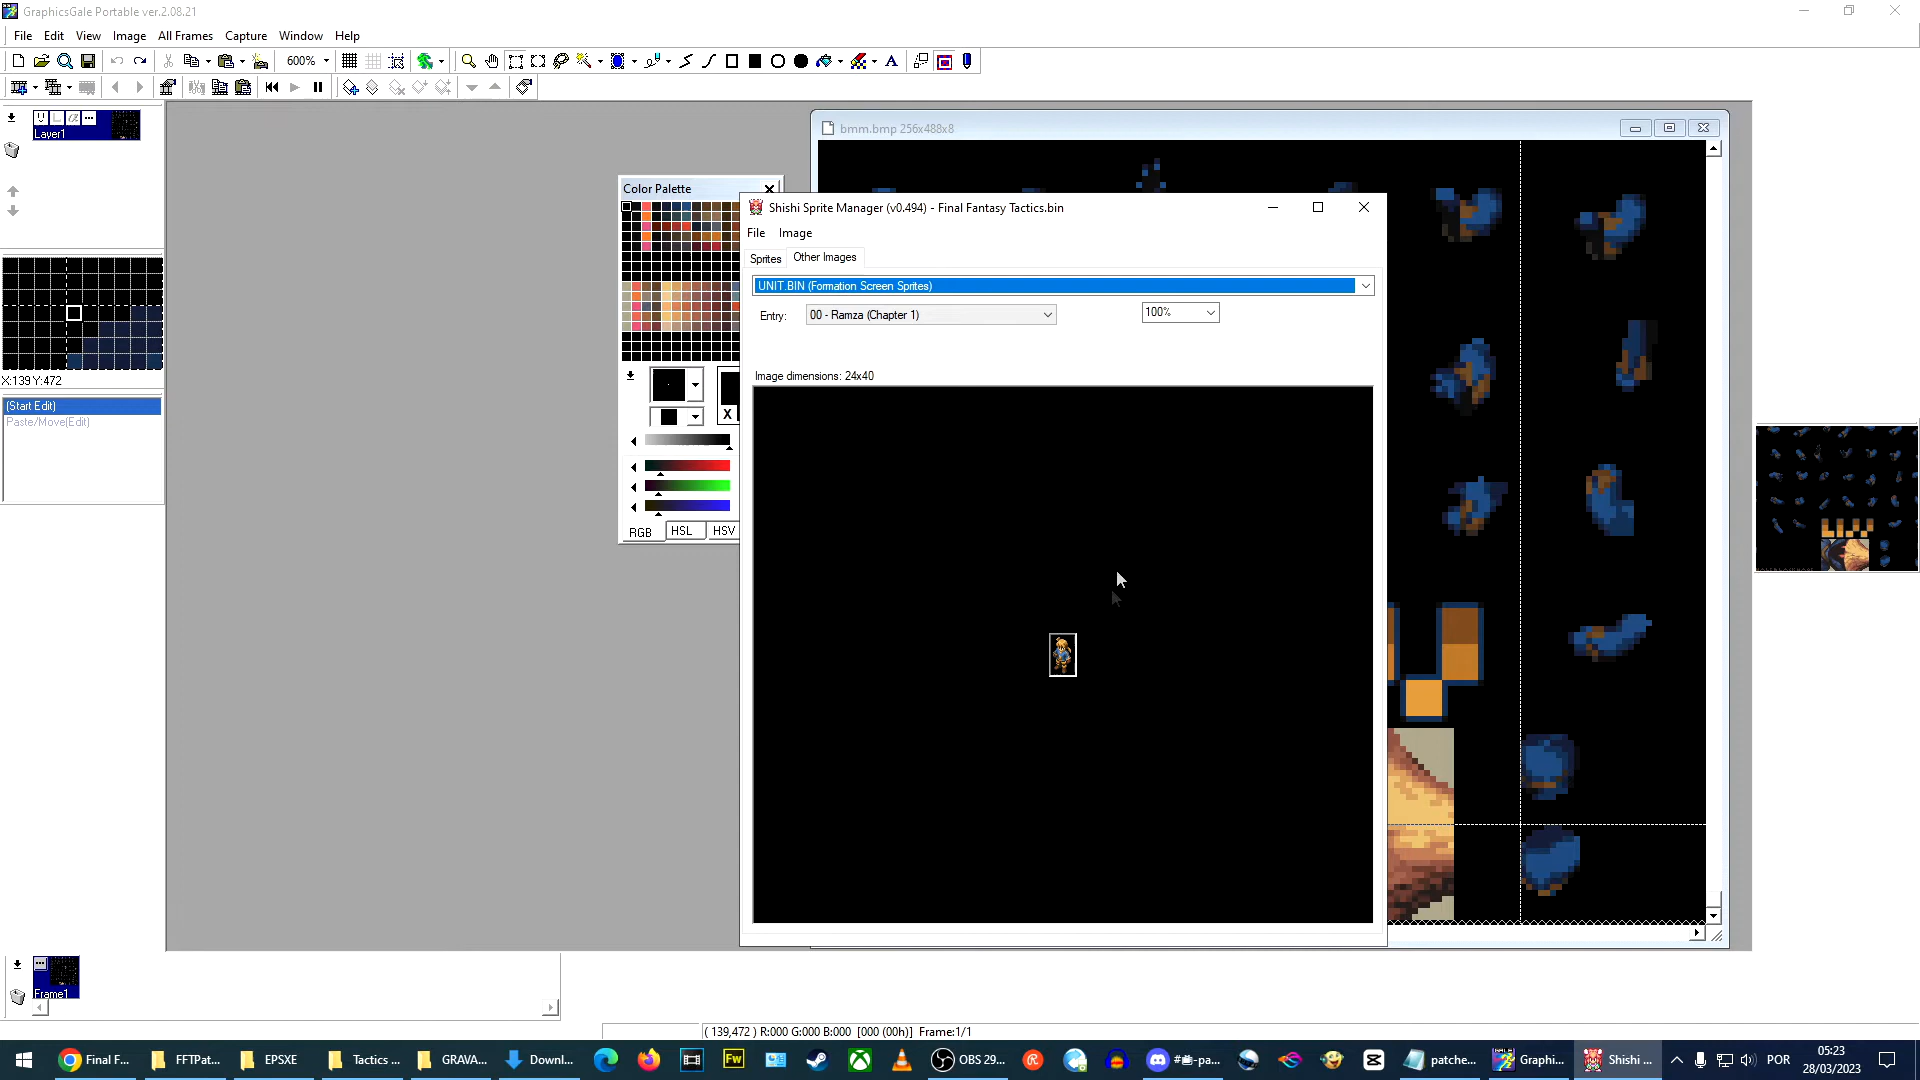 GraphicsGale Portable ver.2.08.21
File Edit View Image All Frames Capture Window Help
600%
Layer1
bmm.bmp 256x488x8
Color Palette
Shishi Sprite Manager (v0.494) - Final Fantasy Tactics.bin
File Image
Sprites Other Images
UNIT.BIN (Formation Screen Sprites)
Entry: 00 - Ramza (Chapter 1) 100%
Image dimensions: 24x40
X:139 Y:472
(Start Edit)
Paste/Move(Edit)
X
RGB HSL HSV
Frame1
( 139,472 ) R:000 G:000 B:000 [000 (00h)] Frame:1/1
Final F... FFTPat... EPSXE Tactics ... GRAVA... Downl... Fw OBS 29... #... -pa... patche... Graphi... Shishi ... POR 05:23
28/03/2023